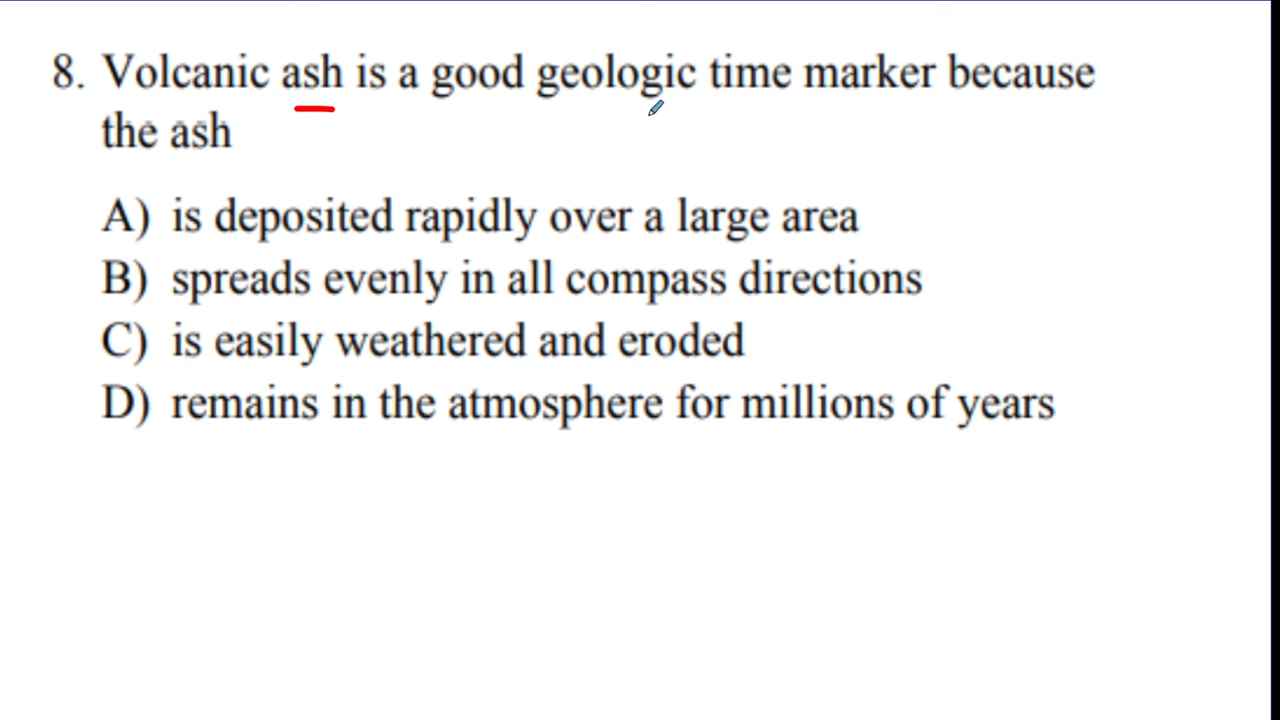 8. Volcanic ash is a good geologic time marker because
the ash
A) is deposited rapidly over a large area
B) spreads evenly in all compass directions
C) is easily weathered and eroded
D) remains in the atmosphere for millions of years